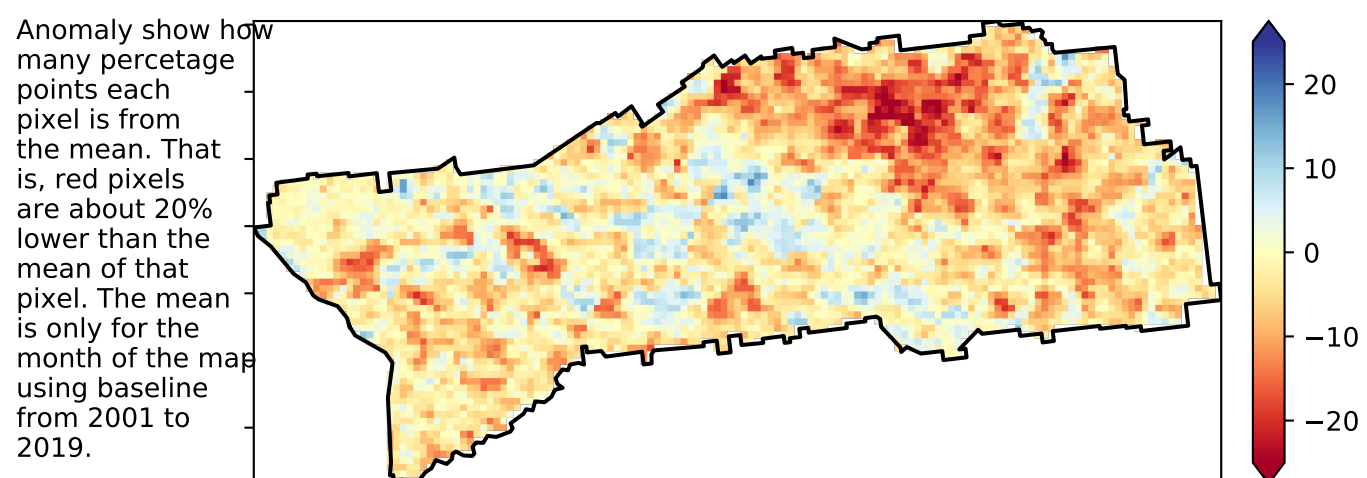 Anomaly show how
many percetage
points each
pixel is from
the mean. That
is, red pixels
are about 20%
lower than the
mean of that
pixel. The mean
is only for the
month of the map
using baseline
from 2001 to
2019.
20
10
0
−10
−20